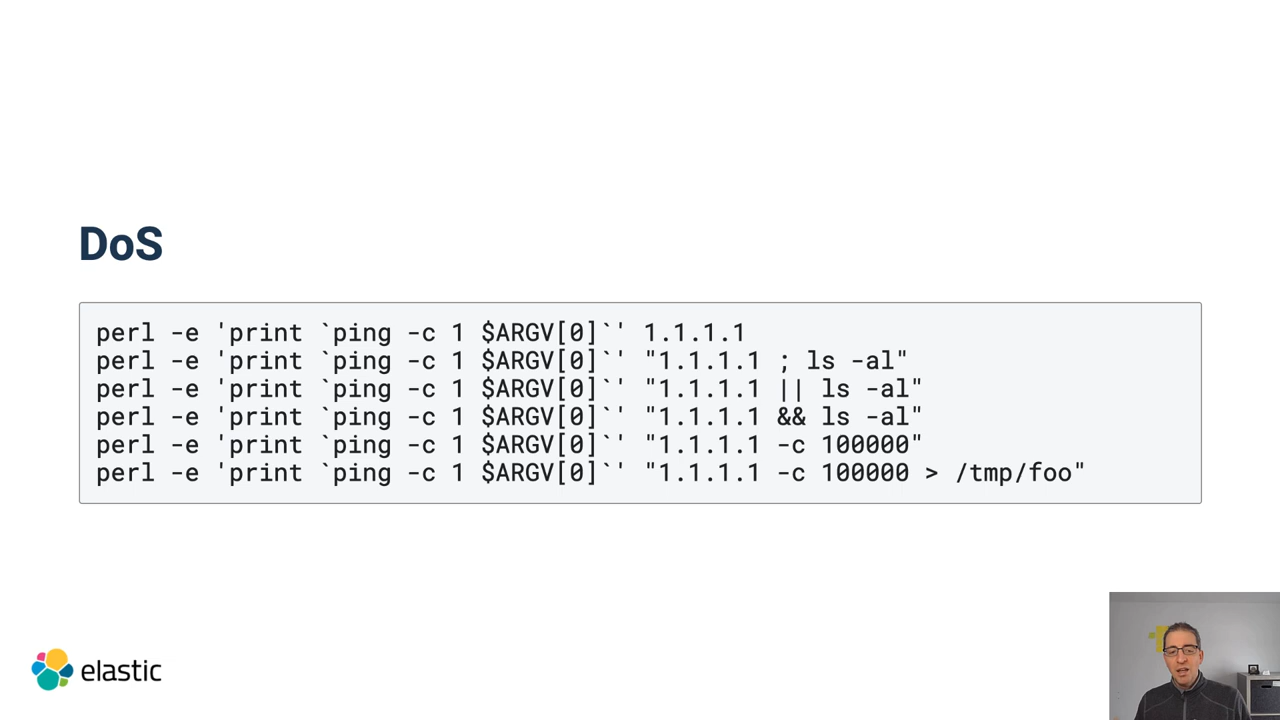 DoS
perl -e 'print `ping -c 1 $ARGV[0]`' 1.1.1.1
perl -e 'print `ping -c 1 $ARGV[0]`' "1.1.1.1 ; ls -al"
perl -e 'print `ping -c 1 $ARGV[0]`' "1.1.1.1 || ls -al"
perl -e 'print `ping -c 1 $ARGV[0]`' "1.1.1.1 && ls -al"
perl -e 'print `ping -c 1 $ARGV[0]`' "1.1.1.1 -c 100000"
perl -e 'print `ping -c 1 $ARGV[0]`' "1.1.1.1 -c 100000 > /tmp/foo"
elastic